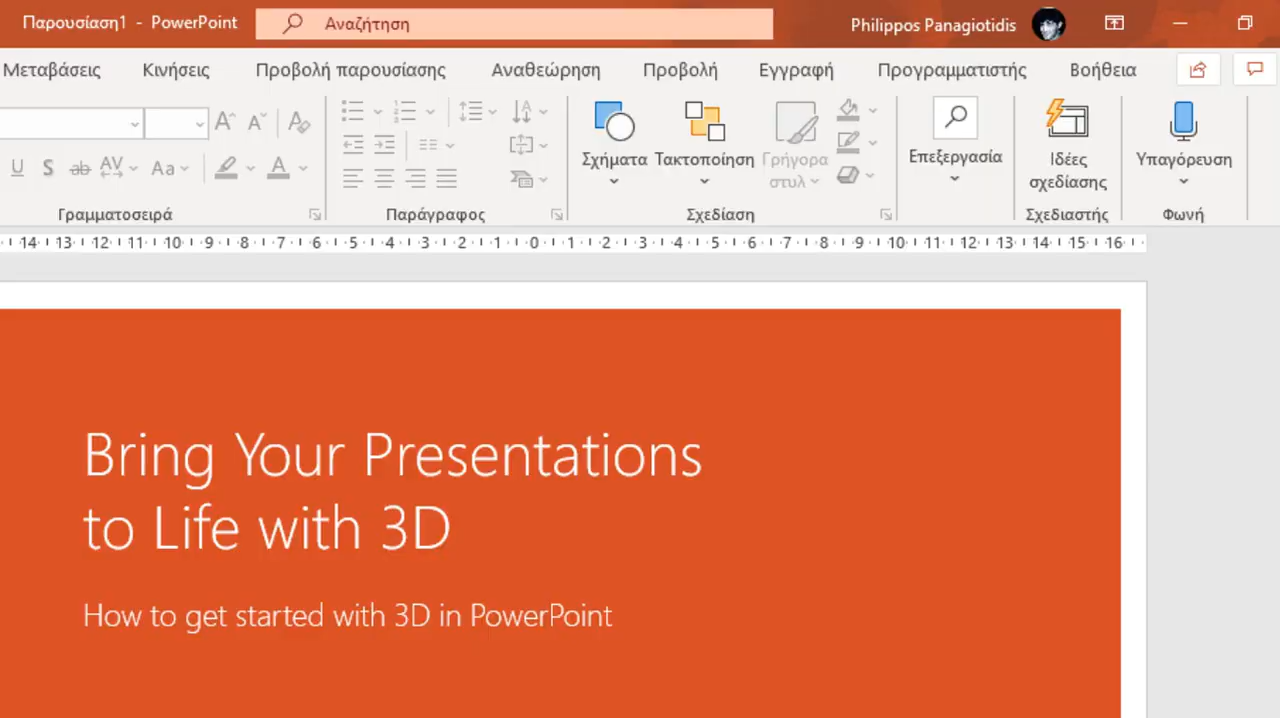 Παρουσίαση1 - PowerPoint
Αναζήτηση
Philippos Panagiotidis
Μεταβάσεις Κινήσεις Προβολή παρουσίασης Αναθεώρηση Προβολή Εγγραφή Προγραμματιστής Βοήθεια
U S ab AV Aa A
Σχήματα Τακτοποίηση Γρήγορα στυλ
Επεξεργασία
Ιδέες σχεδίασης
Υπαγόρευση
Γραμματοσειρά Παράγραφος Σχεδίαση Σχεδιαστής Φωνή
14 13 12 11 10 9 8 7 6 5 4 3 2 1 0 1 2 3 4 5 6 7 8 9 10 11 12 13 14 15 16
Bring Your Presentations
to Life with 3D
How to get started with 3D in PowerPoint